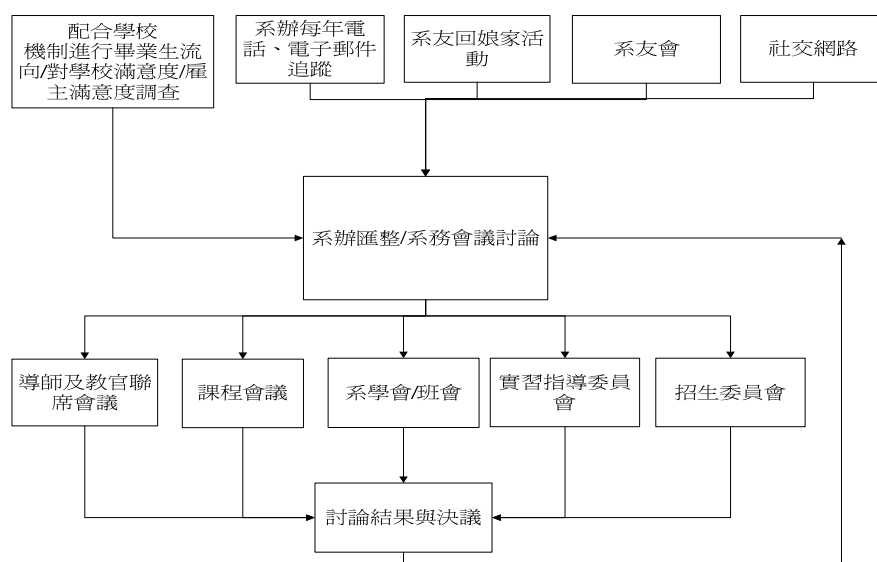 配合學校
機制進行畢業生流
向/對學校滿意度/雇
主滿意度調查
系辦每年電
話、電子郵件
追蹤
系友回娘家活
動
系友會
社交網路
系辦匯整/系務會議討論
導師及教官聯
席會議
課程會議
系學會/班會
實習指導委員
會
招生委員會
討論結果與決議